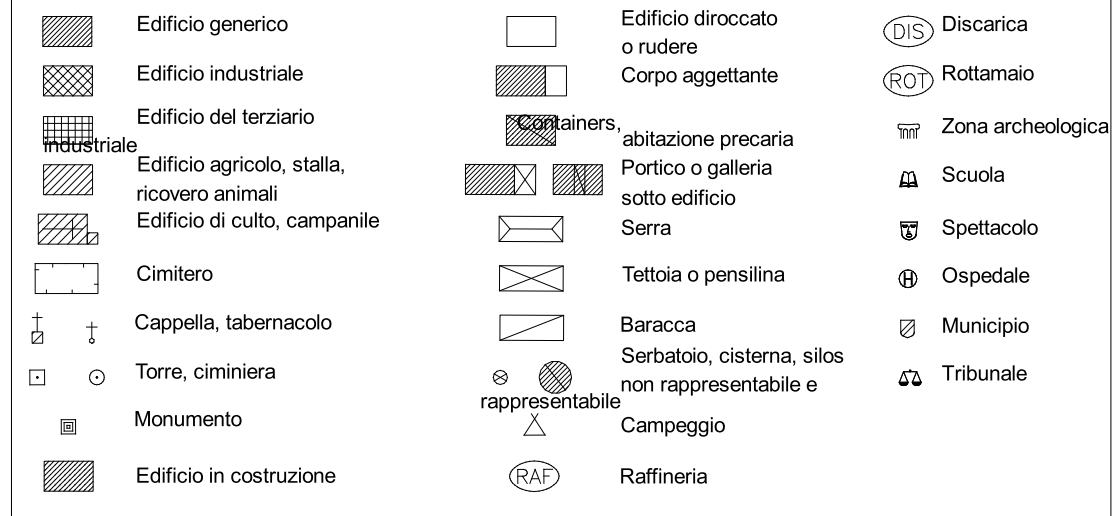 Edificio generico
Edificio industriale
Edificio del terziario
industriale
Edificio agricolo, stalla,
ricovero animali
Edificio di culto, campanile
Cimitero
Cappella, tabernacolo
Torre, ciminiera
Monumento
Edificio in costruzione
Edificio diroccato
o rudere
Corpo aggettante
Containers,
abitazione precaria
Portico o galleria
sotto edificio
Serra
Tettoia o pensilina
Baracca
Serbatoio, cisterna, silos
non rappresentabile e
rappresentabile
Campeggio
RAF Raffineria
DIS Discarica
ROT Rottamaio
Zona archeologica
Scuola
Spettacolo
H Ospedale
Municipio
Tribunale